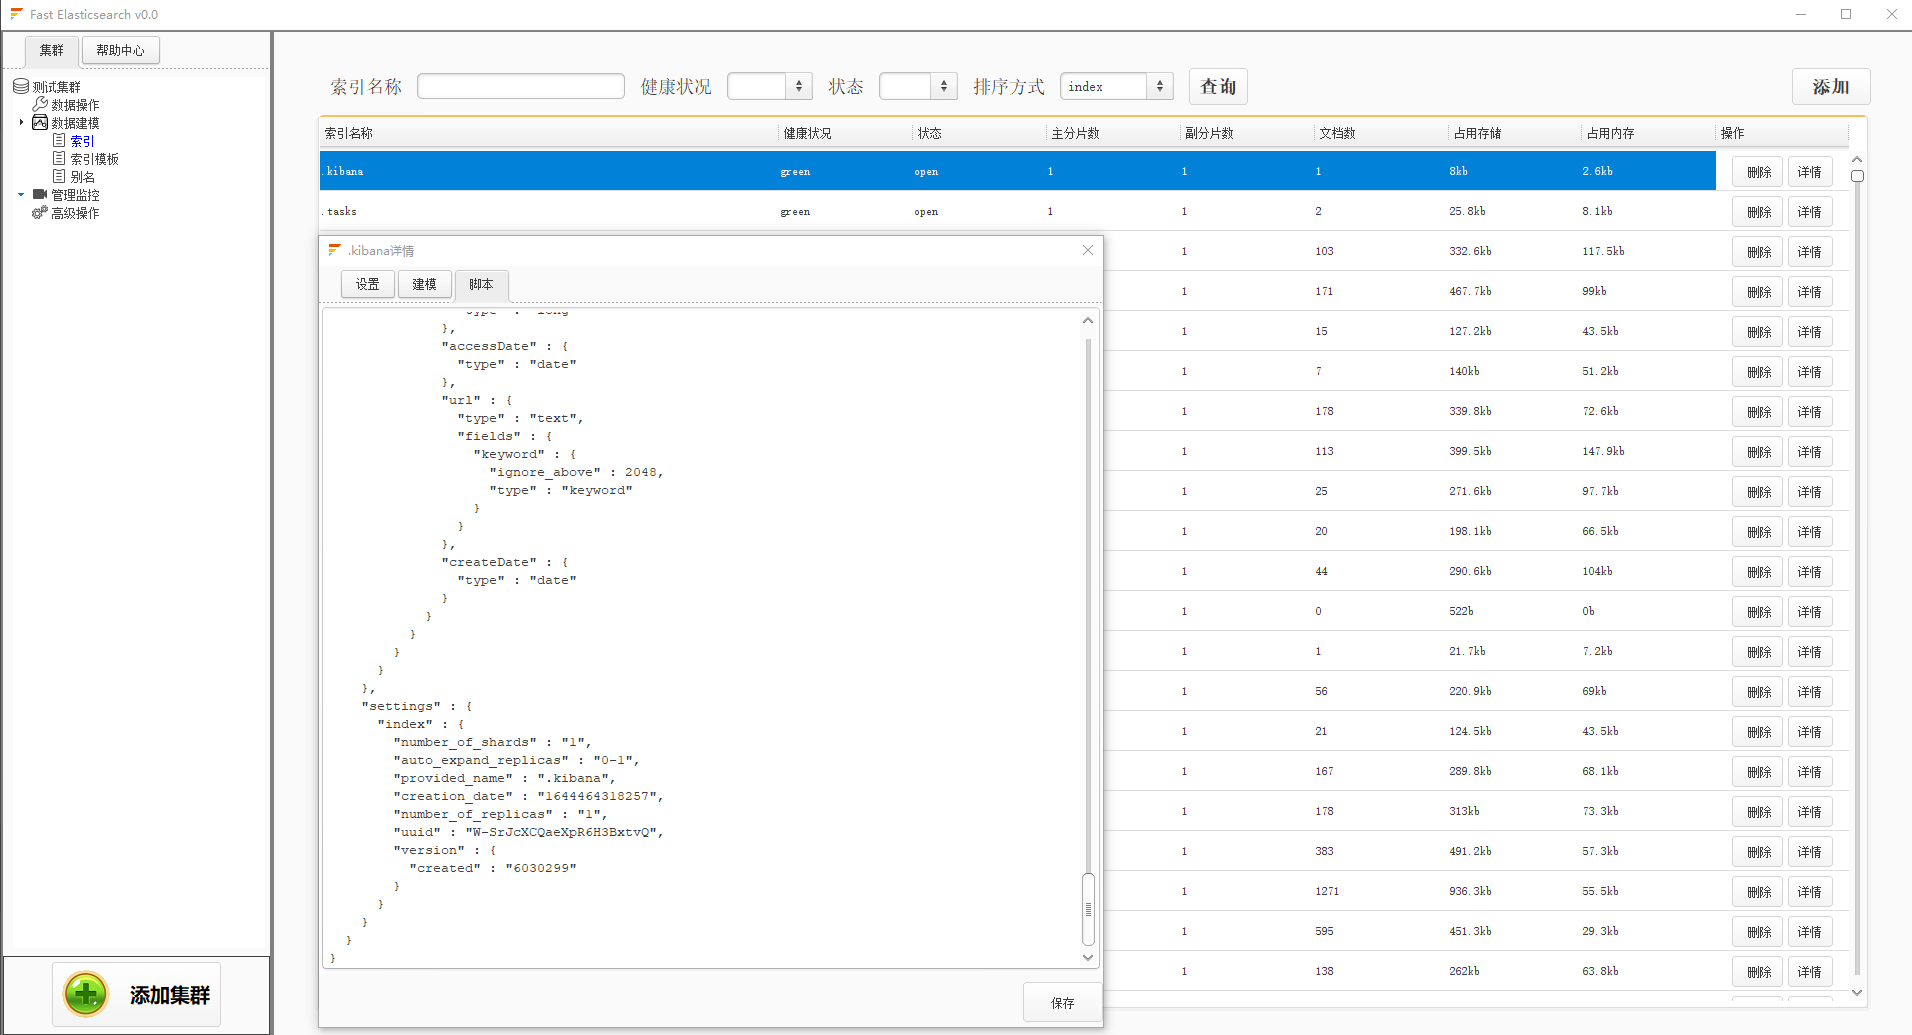 Fast Elasticsearch v0.0
集群 帮助中心
测试集群
数据操作
数据建模
索引
索引模板
别名
管理监控
高级操作
添加集群
索引名称 健康状况 状态 排序方式 index 查询 添加
索引名称 健康状况 状态 主分片数 副分片数 文档数 占用存储 占用内存 操作
.kibana green open 1 1 1 8kb 2.6kb 删除 详情
.tasks green open 1 1 2 25.8kb 8.1kb 删除 详情
1 103 332.6kb 117.5kb 删除 详情
1 171 467.7kb 99kb 删除 详情
1 15 127.2kb 43.5kb 删除 详情
1 7 140kb 51.2kb 删除 详情
1 178 339.8kb 72.6kb 删除 详情
1 113 399.5kb 147.9kb 删除 详情
1 25 271.6kb 97.7kb 删除 详情
1 20 198.1kb 66.5kb 删除 详情
1 44 290.6kb 104kb 删除 详情
1 0 522b 0b 删除 详情
1 1 21.7kb 7.2kb 删除 详情
1 56 220.9kb 69kb 删除 详情
1 21 124.5kb 43.5kb 删除 详情
1 167 289.8kb 68.1kb 删除 详情
1 178 313kb 73.3kb 删除 详情
1 383 491.2kb 57.3kb 删除 详情
1 1271 936.3kb 55.5kb 删除 详情
1 595 451.3kb 29.3kb 删除 详情
1 138 262kb 63.8kb 删除 详情
.kibana详情
设置 建模 脚本
},
"accessDate" : {
"type" : "date"
},
"url" : {
"type" : "text",
"fields" : {
"keyword" : {
"ignore_above" : 2048,
"type" : "keyword"
}
}
},
"createDate" : {
"type" : "date"
}
}
}
}
}
},
"settings" : {
"index" : {
"number_of_shards" : "1",
"auto_expand_replicas" : "0-1",
"provided_name" : ".kibana",
"creation_date" : "1644464318257",
"number_of_replicas" : "1",
"uuid" : "W-SrJcXCQaeXpR6H3BxtvQ",
"version" : {
"created" : "6030299"
}
}
}
}
}
保存